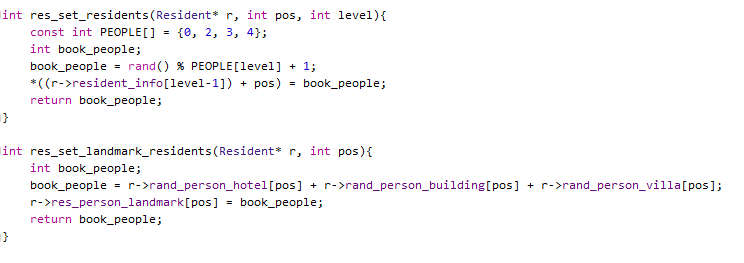 int res_set_residents(Resident* r, int pos, int level){
    const int PEOPLE[] = {0, 2, 3, 4};
    int book_people;
    book_people = rand() % PEOPLE[level] + 1;
    *((r->resident_info[level-1]) + pos) = book_people;
    return book_people;
}

int res_set_landmark_residents(Resident* r, int pos){
    int book_people;
    book_people = r->rand_person_hotel[pos] + r->rand_person_building[pos] + r->rand_person_villa[pos];
    r->res_person_landmark[pos] = book_people;
    return book_people;
}